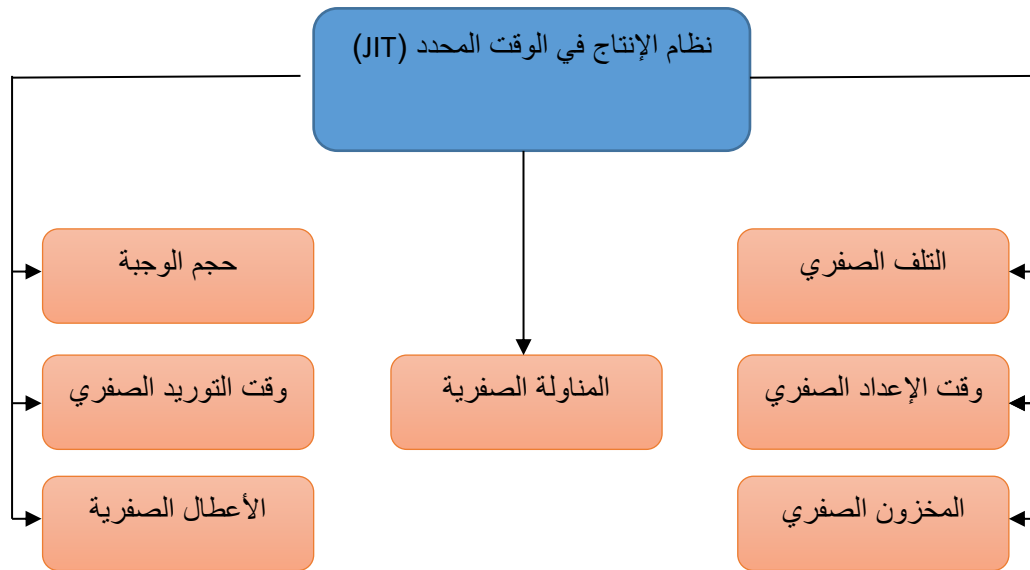 نظام الإنتاج في الوقت المحدد (JIT)
التلف الصفري
حجم الوجبة
وقت الإعداد الصفري
المناولة الصفرية
وقت التوريد الصفري
المخزون الصفري
الأعطال الصفرية